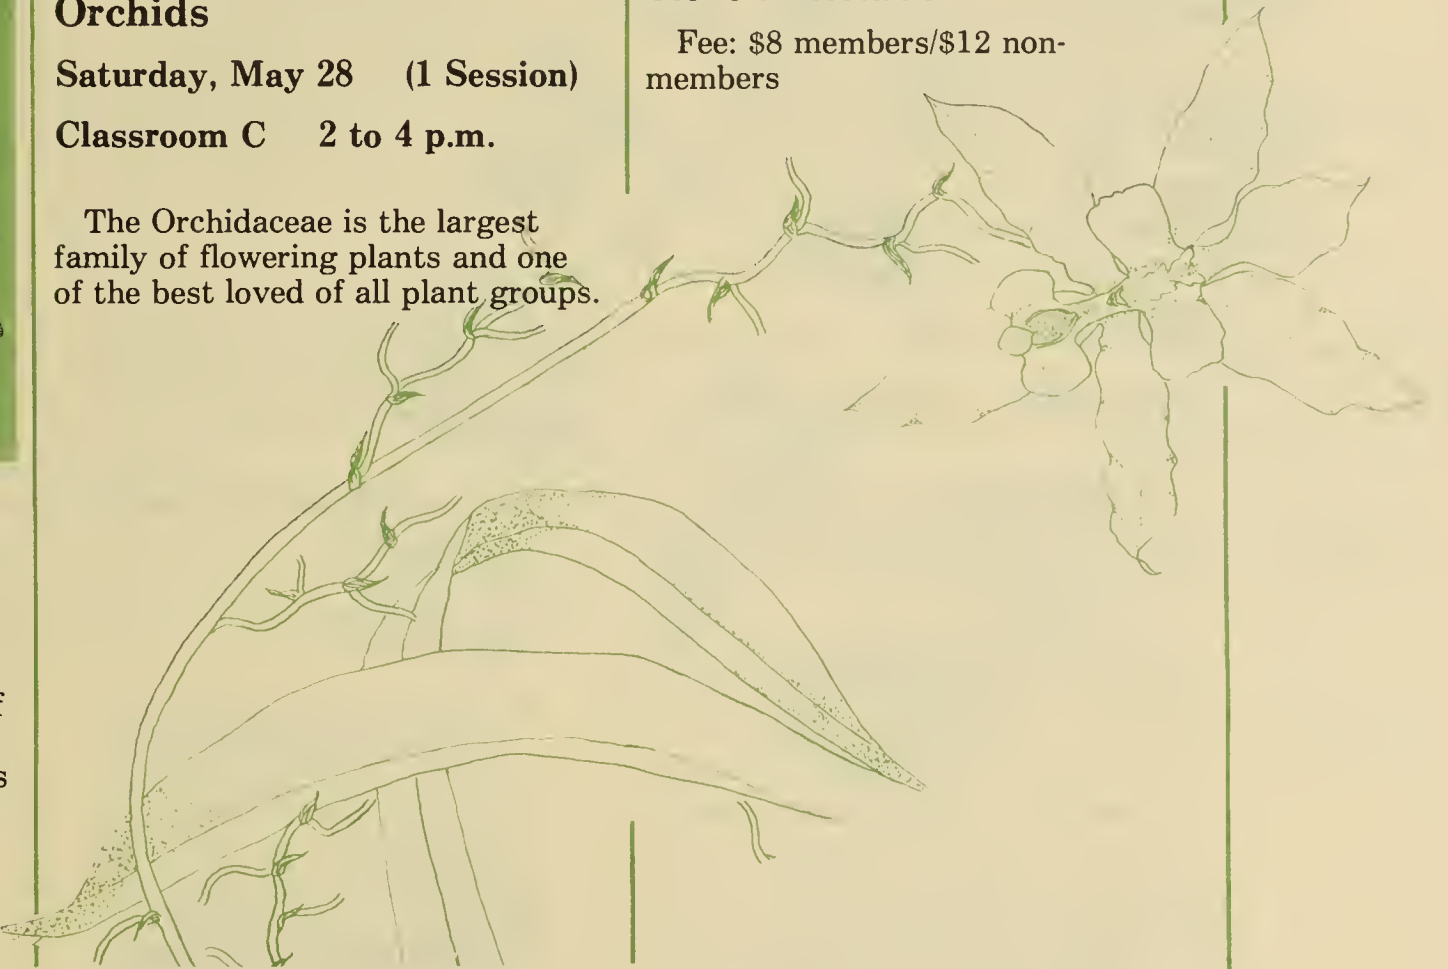 Orchids
Saturday, May 28 (1 Session)
Classroom C 2 to 4 p.m.
The Orchidaceae is the largest
family of flowering plants and one
of the best loved of all plant groups.
Fee: $8 members/$12 non-
members